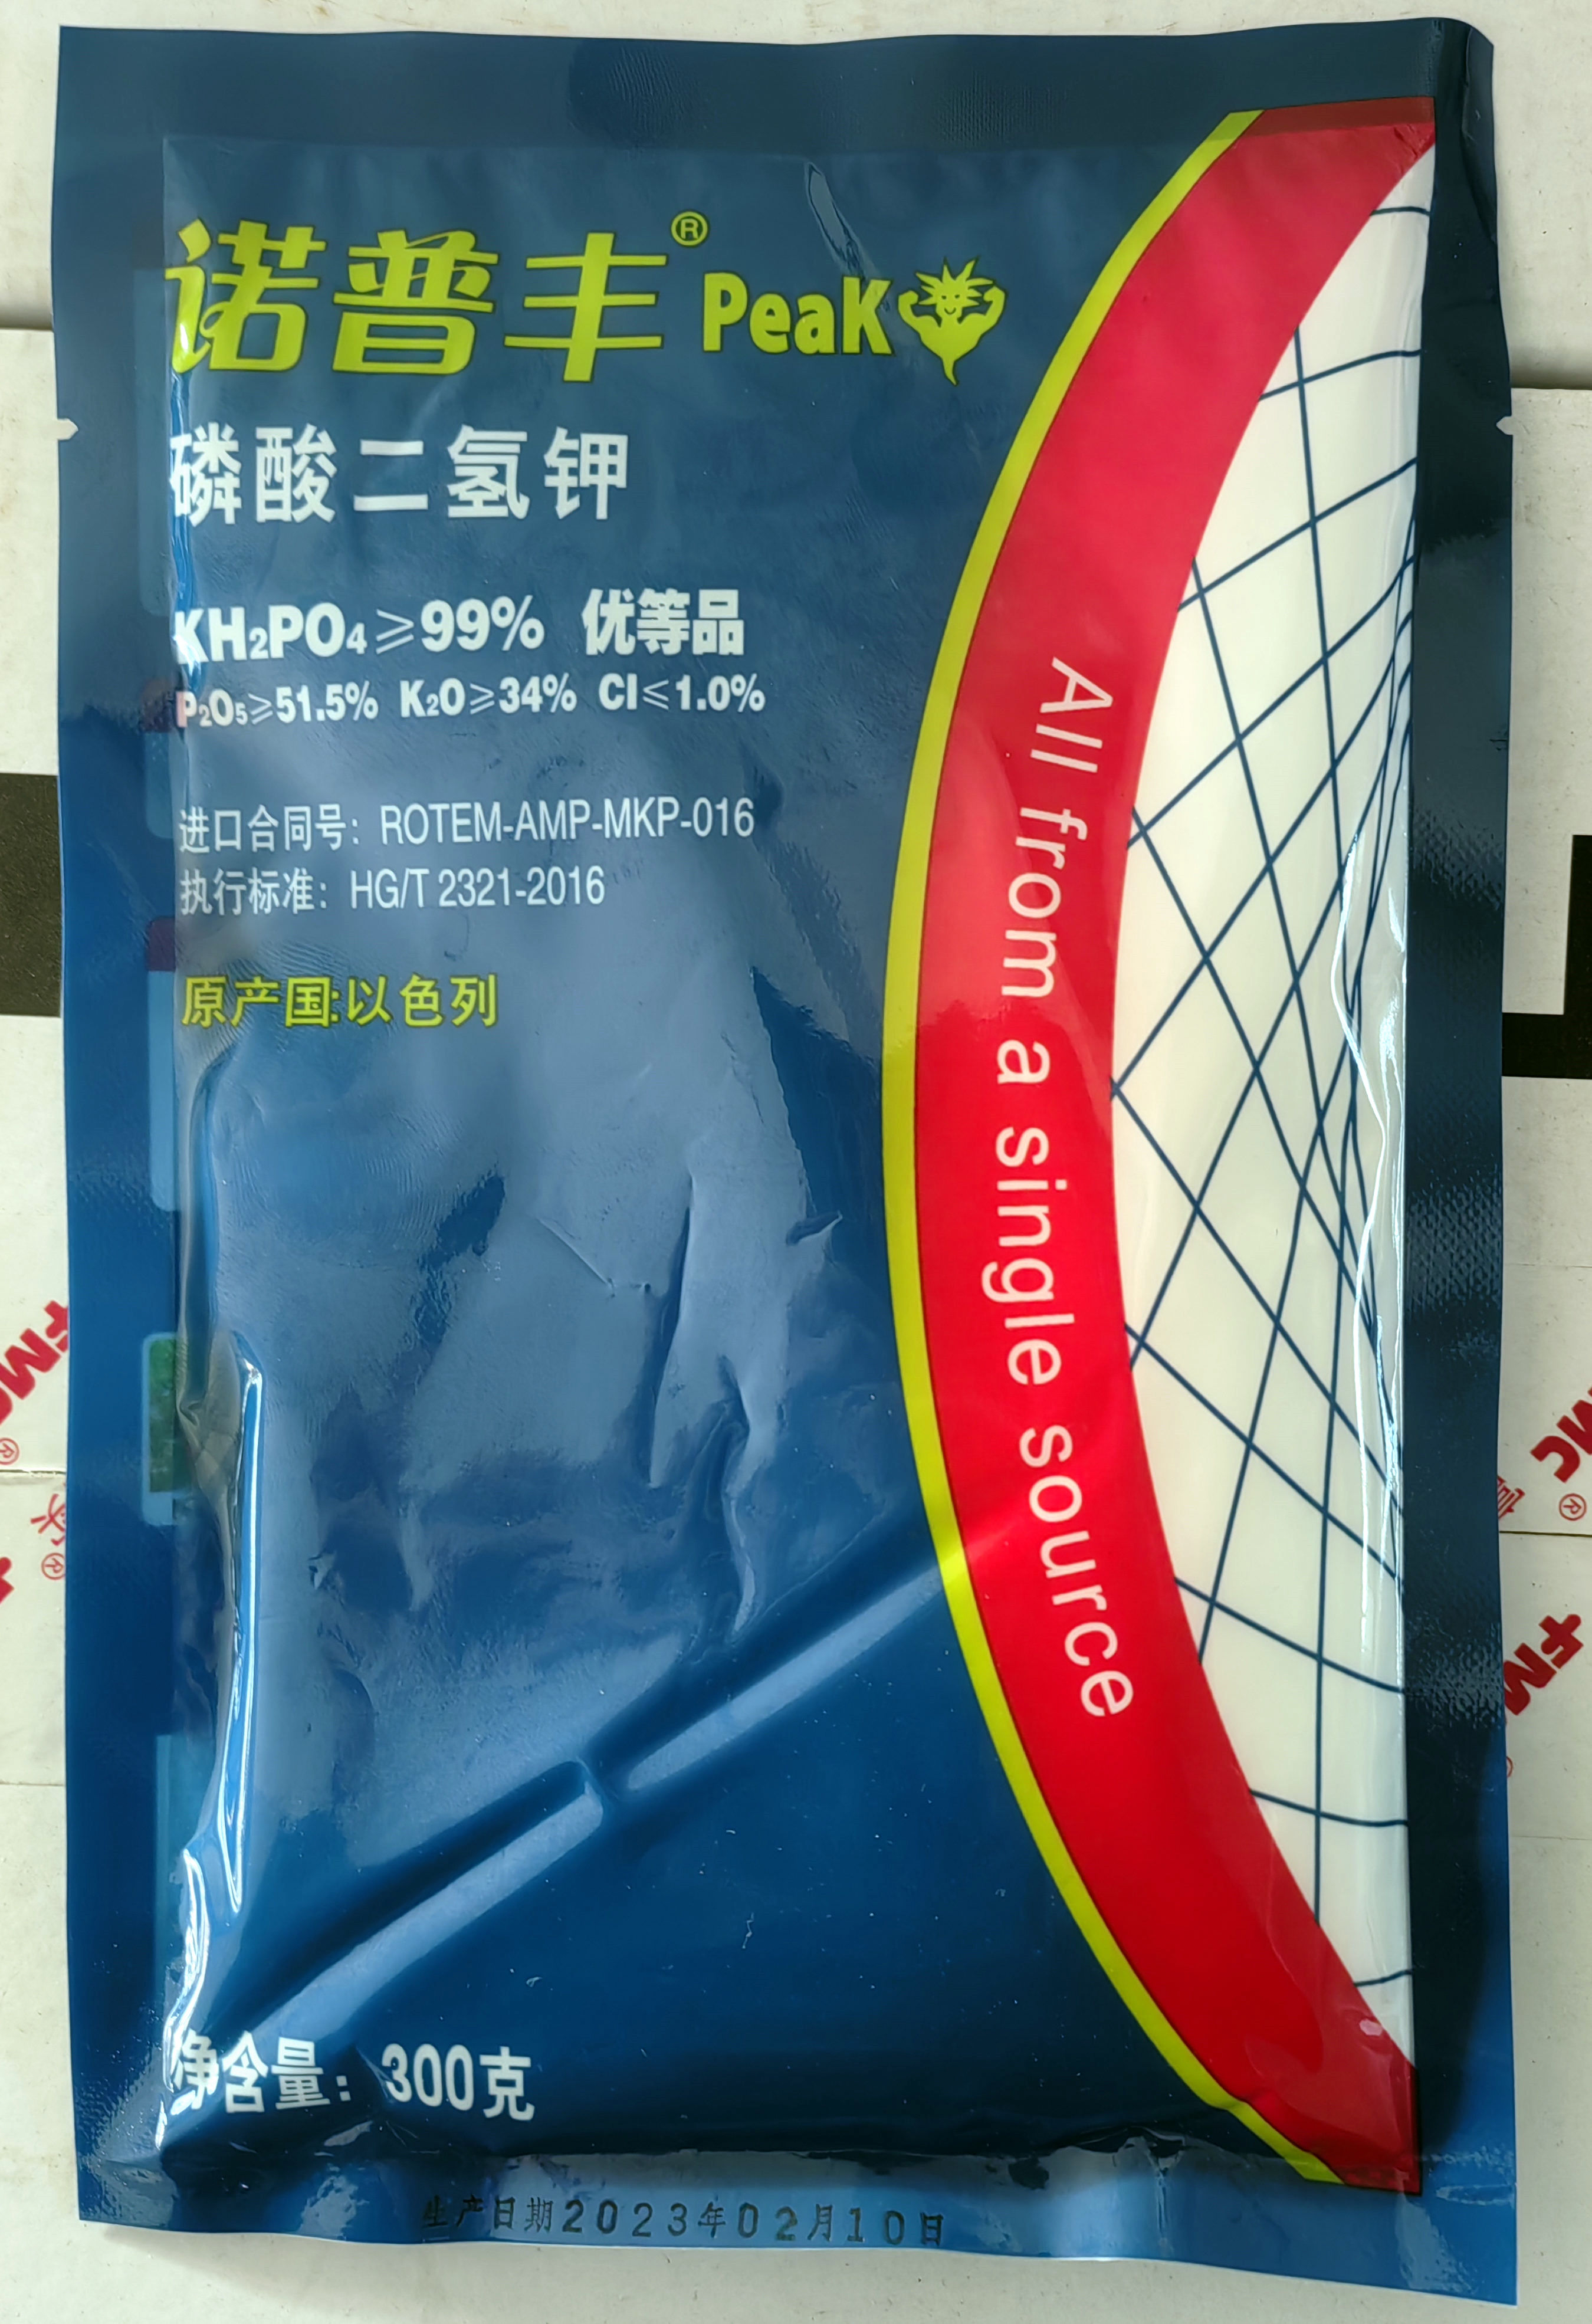 诺普丰® PeaK
磷酸二氢钾
KH₂PO₄≥99% 优等品
P₂O₅≥51.5% K₂O≥34% Cl≤1.0%
进口合同号：ROTEM-AMP-MKP-016
执行标准：HG/T 2321-2016
原产国:以色列
All from a single source
净含量：300克
生产日期2023年02月10日
FMC
®
FMC
®
FMC